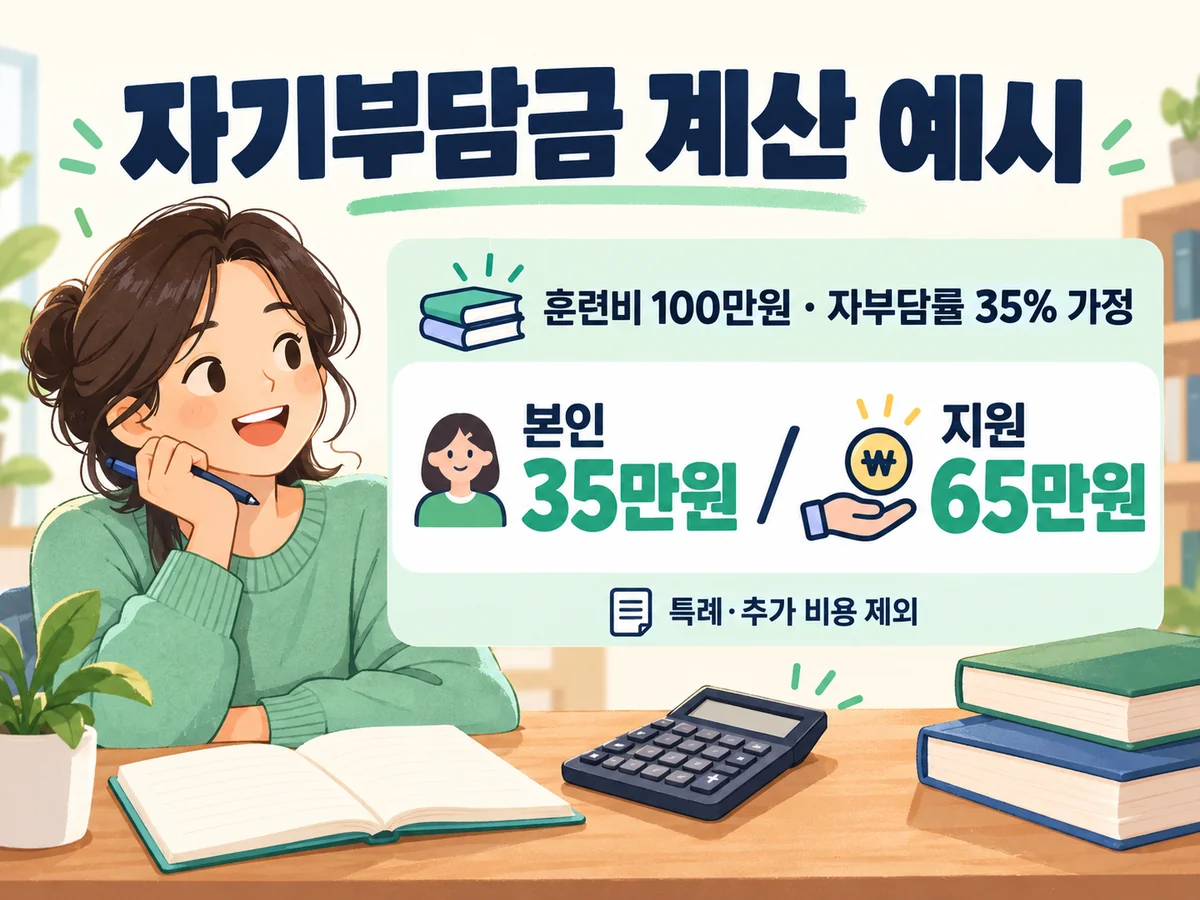 자기부담금 계산 예시
훈련비 100만원 · 자부담률 35% 가정
본인
35만원
/
지원
65만원
특례·추가 비용 제외